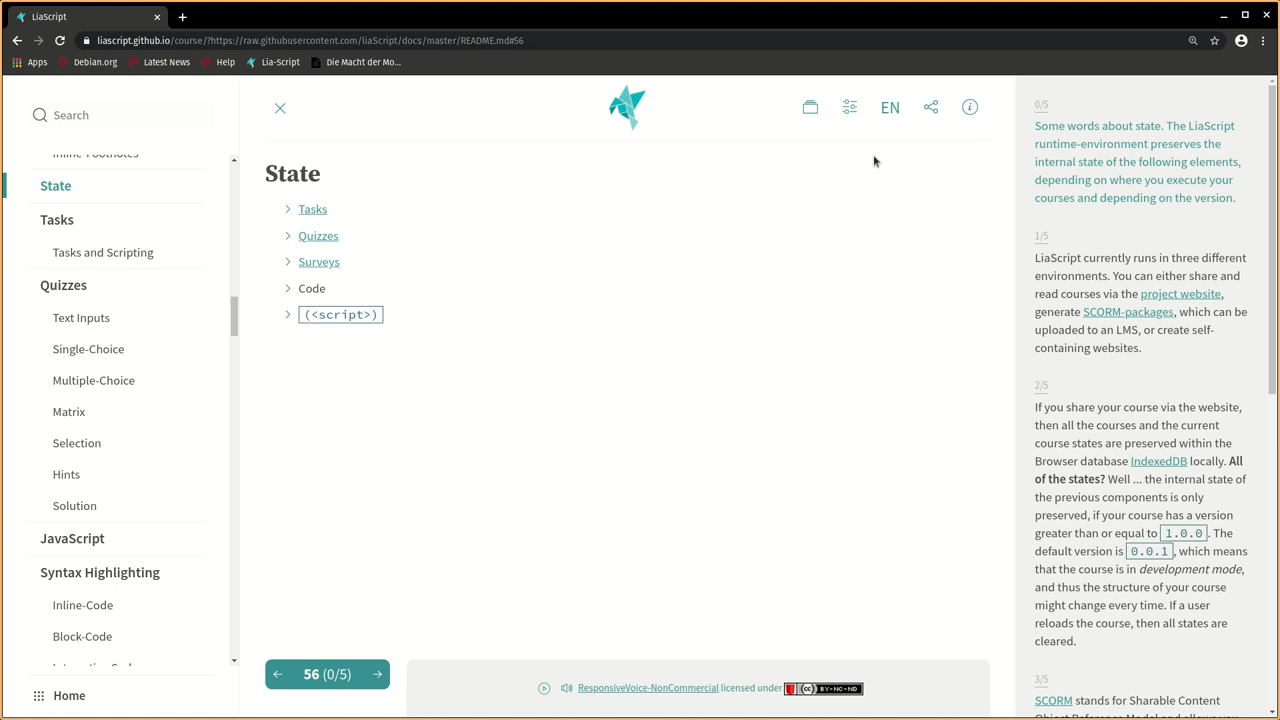 LiaScript
liascript.github.io/course/?https://raw.githubusercontent.com/liaScript/docs/master/README.md#56
Apps
Debian.org
Latest News
Help
Lia-Script
Die Macht der Mo...
Search
Inline-Footnotes
State
Tasks
Tasks and Scripting
Quizzes
Text Inputs
Single-Choice
Multiple-Choice
Matrix
Selection
Hints
Solution
JavaScript
Syntax Highlighting
Inline-Code
Block-Code
Home
EN
State
Tasks
Quizzes
Surveys
Code
(<script>)
56 (0/5)
ResponsiveVoice-NonCommercial licensed under
cc BY-NC-ND
0/5
Some words about state. The LiaScript
runtime-environment preserves the
internal state of the following elements,
depending on where you execute your
courses and depending on the version.
1/5
LiaScript currently runs in three different
environments. You can either share and
read courses via the project website,
generate SCORM-packages, which can be
uploaded to an LMS, or create self-
containing websites.
2/5
If you share your course via the website,
then all the courses and the current
course states are preserved within the
Browser database IndexedDB locally. All
of the states? Well ... the internal state of
the previous components is only
preserved, if your course has a version
greater than or equal to 1.0.0. The
default version is 0.0.1, which means
that the course is in development mode,
and thus the structure of your course
might change every time. If a user
reloads the course, then all states are
cleared.
3/5
SCORM stands for Sharable Content
Object Reference Model and allows you